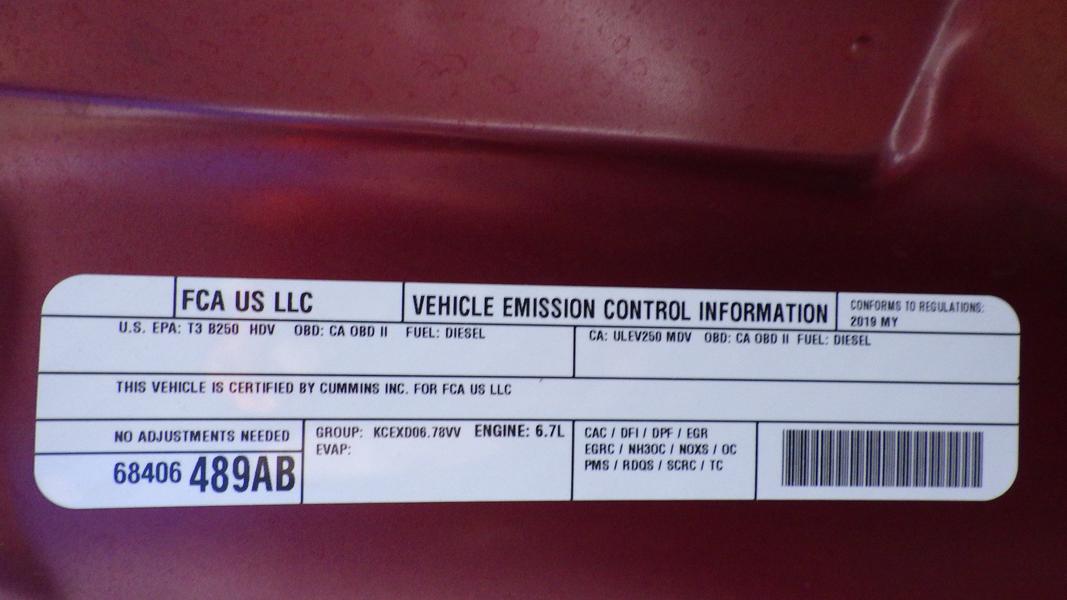 FCA US LLC
VEHICLE EMISSION CONTROL INFORMATION
CONFORMS TO REGULATIONS:
2019 MY
U.S. EPA: T3 B250 HDV OBD: CA OBD II FUEL: DIESEL
CA: ULEV250 MDV OBD: CA OBD II FUEL: DIESEL
THIS VEHICLE IS CERTIFIED BY CUMMINS INC. FOR FCA US LLC
NO ADJUSTMENTS NEEDED
68406 489AB
GROUP: KCEXD06.78VV ENGINE: 6.7L
EVAP:
CAC / DFI / DPF / EGR
EGRC / NH3OC / NOXS / OC
PMS / RDQS / SCRC / TC